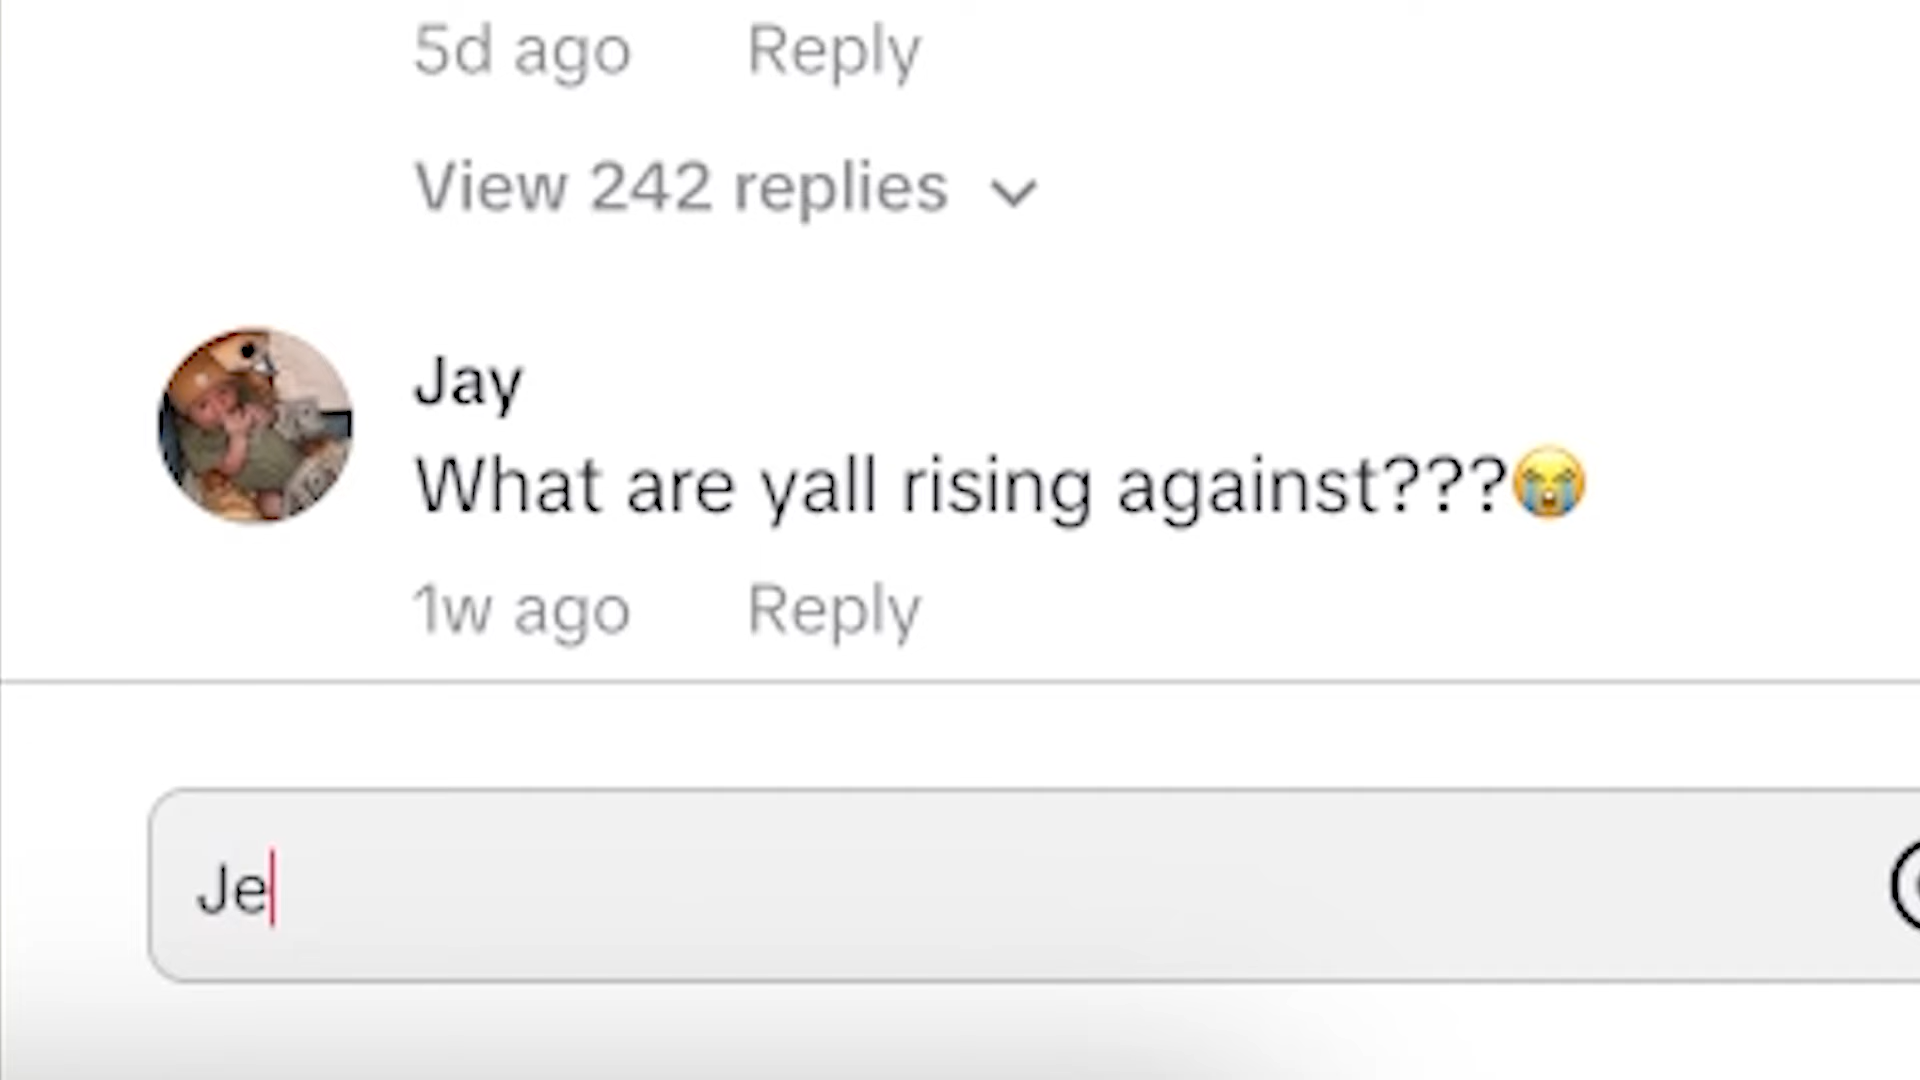 5d ago Reply
View 242 replies
Jay
What are yall rising against???😭
1w ago Reply
Je